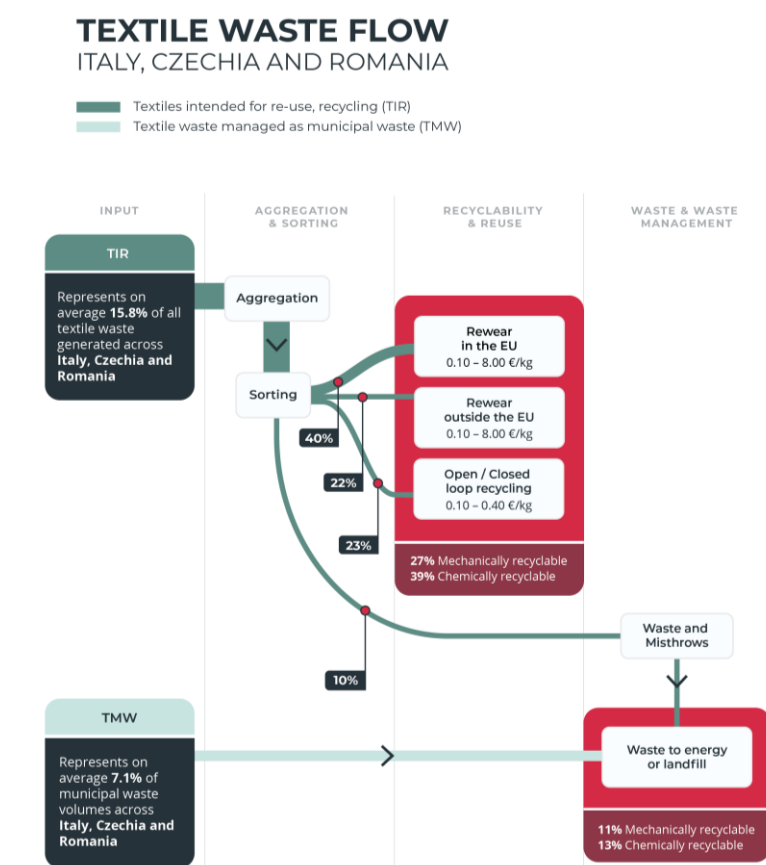 TEXTILE WASTE FLOW
ITALY, CZECHIA AND ROMANIA
Textiles intended for re-use, recycling (TIR)
Textile waste managed as municipal waste (TMW)
INPUT
AGGREGATION
& SORTING
RECYCLABILITY
& REUSE
WASTE & WASTE
MANAGEMENT
TIR
Represents on
average 15.8% of all
textile waste
generated across
Italy, Czechia and
Romania
Aggregation
Sorting
40%
22%
23%
10%
Rewear
in the EU
0.10 – 8.00 €/kg
Rewear
outside the EU
0.10 – 8.00 €/kg
Open / Closed
loop recycling
0.10 – 0.40 €/kg
27% Mechanically recyclable
39% Chemically recyclable
Waste and
Misthrows
TMW
Represents on
average 7.1% of
municipal waste
volumes across
Italy, Czechia and
Romania
Waste to energy
or landfill
11% Mechanically recyclable
13% Chemically recyclable